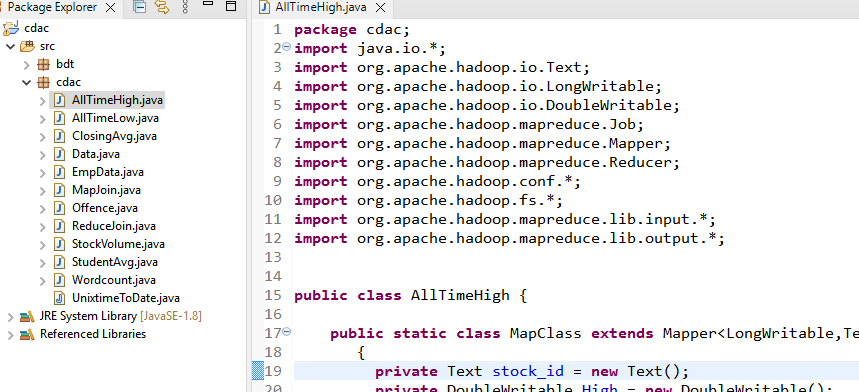 Package Explorer
cdac
src
bdt
cdac
AllTimeHigh.java
AllTimeLow.java
ClosingAvg.java
Data.java
EmpData.java
MapJoin.java
Offence.java
ReduceJoin.java
StockVolume.java
StudentAvg.java
Wordcount.java
UnixtimeToDate.java
JRE System Library [JavaSE-1.8]
Referenced Libraries
AllTimeHigh.java
1 package cdac;
2 import java.io.*;
3 import org.apache.hadoop.io.Text;
4 import org.apache.hadoop.io.LongWritable;
5 import org.apache.hadoop.io.DoubleWritable;
6 import org.apache.hadoop.mapreduce.Job;
7 import org.apache.hadoop.mapreduce.Mapper;
8 import org.apache.hadoop.mapreduce.Reducer;
9 import org.apache.hadoop.conf.*;
10 import org.apache.hadoop.fs.*;
11 import org.apache.hadoop.mapreduce.lib.input.*;
12 import org.apache.hadoop.mapreduce.lib.output.*;
13
14
15 public class AllTimeHigh {
16
17 public static class MapClass extends Mapper<LongWritable,Te
18 {
19 private Text stock_id = new Text();
20 private DoubleWritable High = new DoubleWritable();